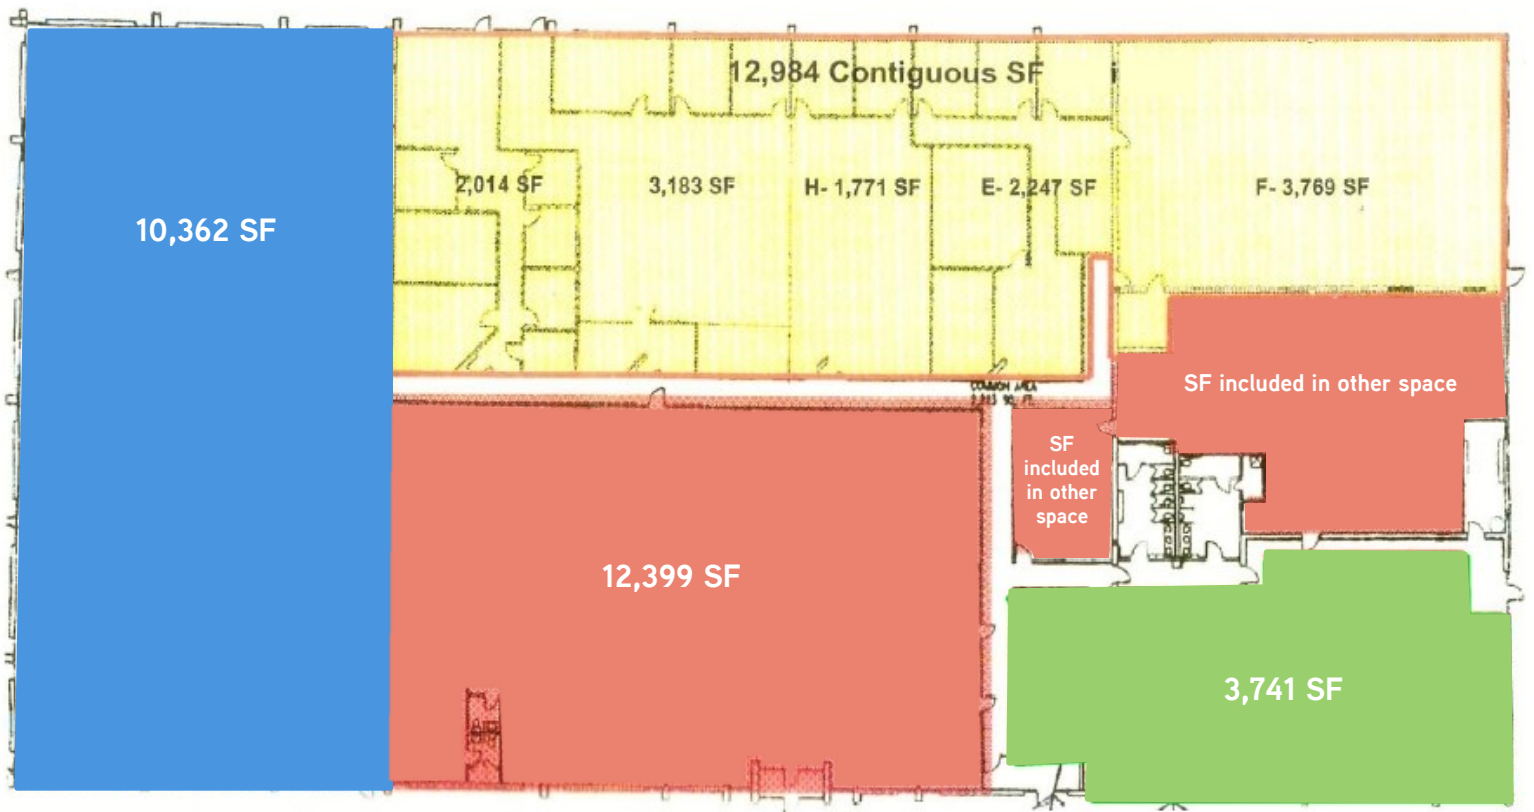 12,984 Contiguous SF
2,014 SF
3,183 SF
H- 1,771 SF
E- 2,247 SF
F- 3,769 SF
10,362 SF
SF included in other space
COMMON AREA
SF
included
in other
space
12,399 SF
3,741 SF